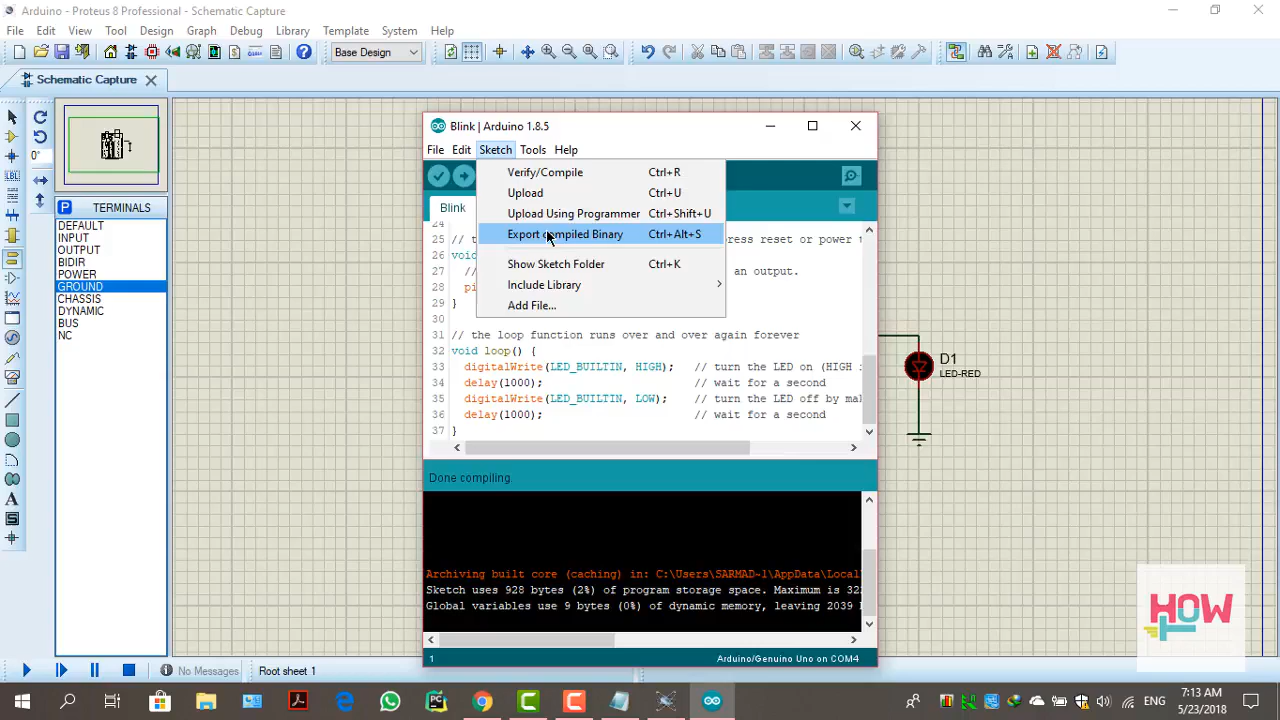 Arduino - Proteus 8 Professional - Schematic Capture
File Edit View Tool Design Graph Debug Library Template System Help
Base Design
Schematic Capture
0°
P TERMINALS
DEFAULT
INPUT
OUTPUT
BIDIR
POWER
GROUND
CHASSIS
DYNAMIC
BUS
NC
Blink | Arduino 1.8.5
File Edit Sketch Tools Help
Verify/Compile Ctrl+R
Upload Ctrl+U
Upload Using Programmer Ctrl+Shift+U
Export compiled Binary Ctrl+Alt+S
Show Sketch Folder Ctrl+K
Include Library
Add File...
Blink
24
25 // t ress reset or power t
26 void
27 // an output.
28 pi
29 }
30
31 // the loop function runs over and over again forever
32 void loop() {
33 digitalWrite(LED_BUILTIN, HIGH); // turn the LED on (HIGH i
34 delay(1000); // wait for a second
35 digitalWrite(LED_BUILTIN, LOW); // turn the LED off by mak
36 delay(1000); // wait for a second
37 }
Done compiling.
Archiving built core (caching) in: C:\Users\SARMAD~1\AppData\Local
Sketch uses 928 bytes (2%) of program storage space. Maximum is 32
Global variables use 9 bytes (0%) of dynamic memory, leaving 2039
1 Arduino/Genuino Uno on COM4
D1
LED-RED
HOW
No Messages Root sheet 1
ENG
7:13 AM
5/23/2018